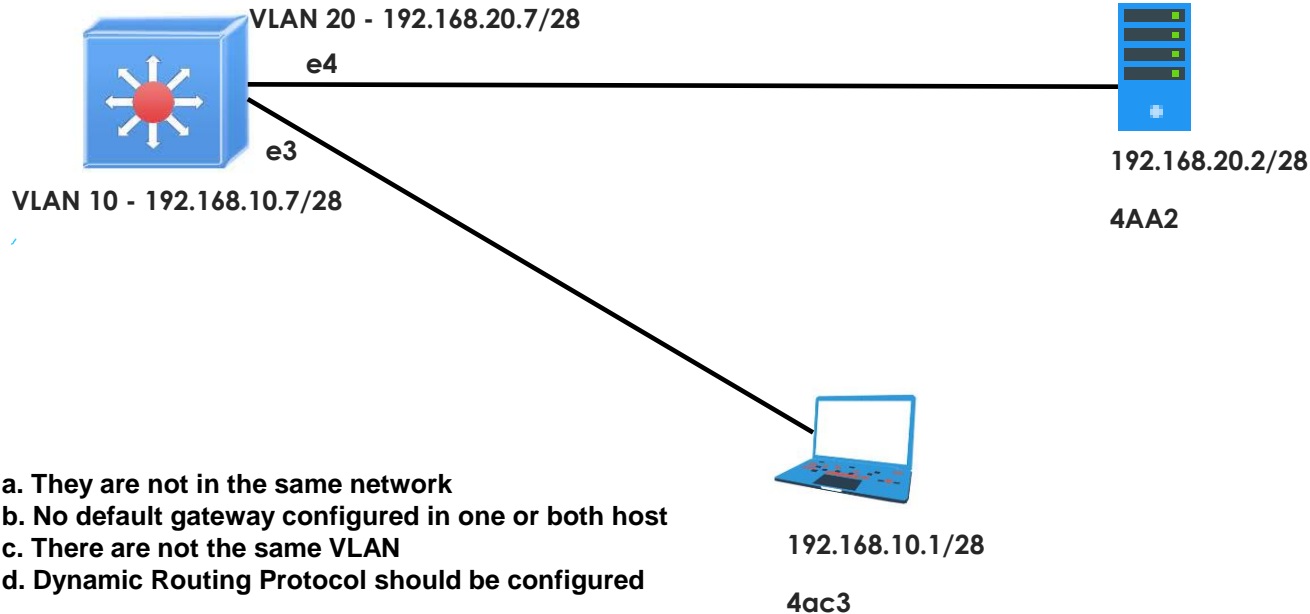 VLAN 20 - 192.168.20.7/28
e4
e3
VLAN 10 - 192.168.10.7/28
192.168.20.2/28
4AA2
a. They are not in the same network
b. No default gateway configured in one or both host
c. There are not the same VLAN
d. Dynamic Routing Protocol should be configured
192.168.10.1/28
4ac3